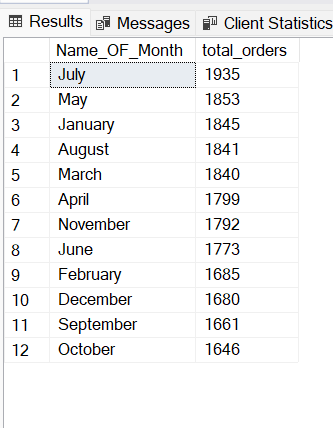 Results Messages Client Statistics
Name_OF_Month total_orders
1 July 1935
2 May 1853
3 January 1845
4 August 1841
5 March 1840
6 April 1799
7 November 1792
8 June 1773
9 February 1685
10 December 1680
11 September 1661
12 October 1646